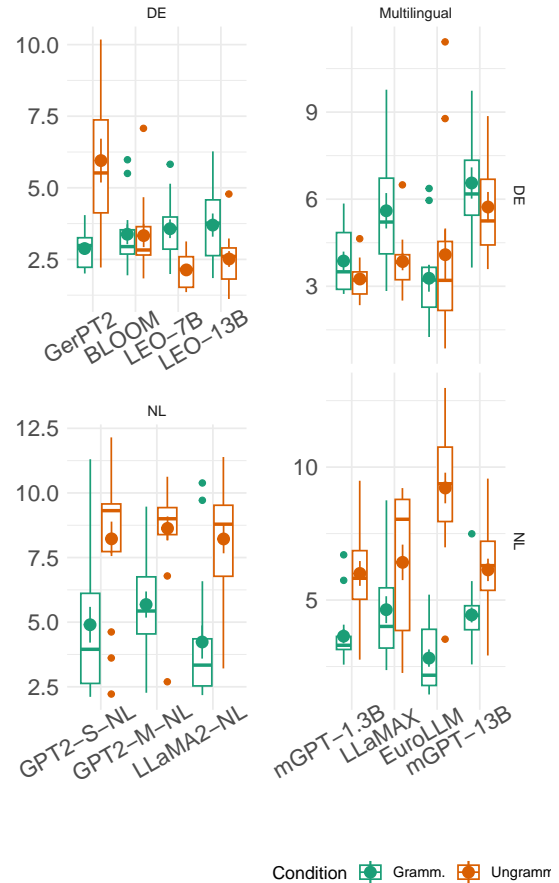 DE
10.0
7.5
5.0
2.5
GerPT2
BLOOM
LEO−7B
LEO−13B
Multilingual
9
6
3
DE
NL
12.5
10.0
7.5
5.0
2.5
GPT2−S−NL
GPT2−M−NL
LLaMA2−NL
10
5
NL
mGPT−1.3B
LLaMAX
EuroLLM
mGPT−13B
Condition Gramm. Ungramm